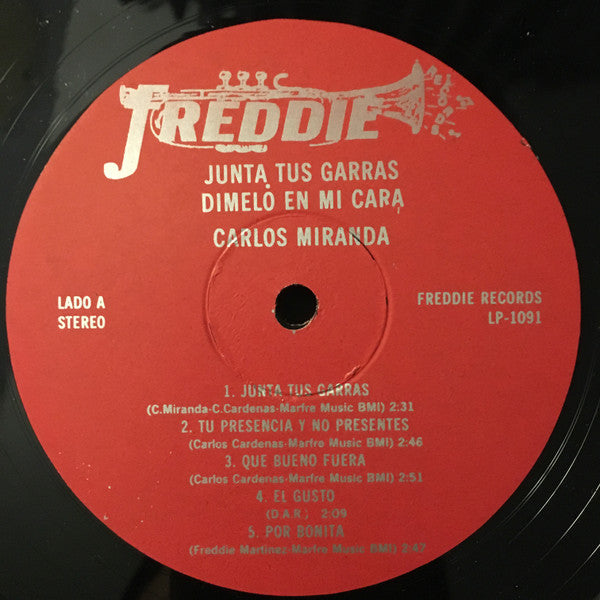 FREDDIE
JUNTA TUS GARRAS
DIMELO EN MI CARA
CARLOS MIRANDA
LADO A
STEREO
FREDDIE RECORDS
LP-1091
1. JUNTA TUS GARRAS
(C.Miranda-C.Cardenas-Marfre Music BMI) 2:31
2. TU PRESENCIA Y NO PRESENTES
(Carlos Cardenas-Marfre Music BMI) 2:46
3. QUE BUENO FUERA
(Carlos Cardenas-Marfre Music BMI) 2:51
4. EL GUSTO
(D.A.R.) 2:09
5. POR BONITA
(Freddie Martinez-Marfre Music BMI) 2:47